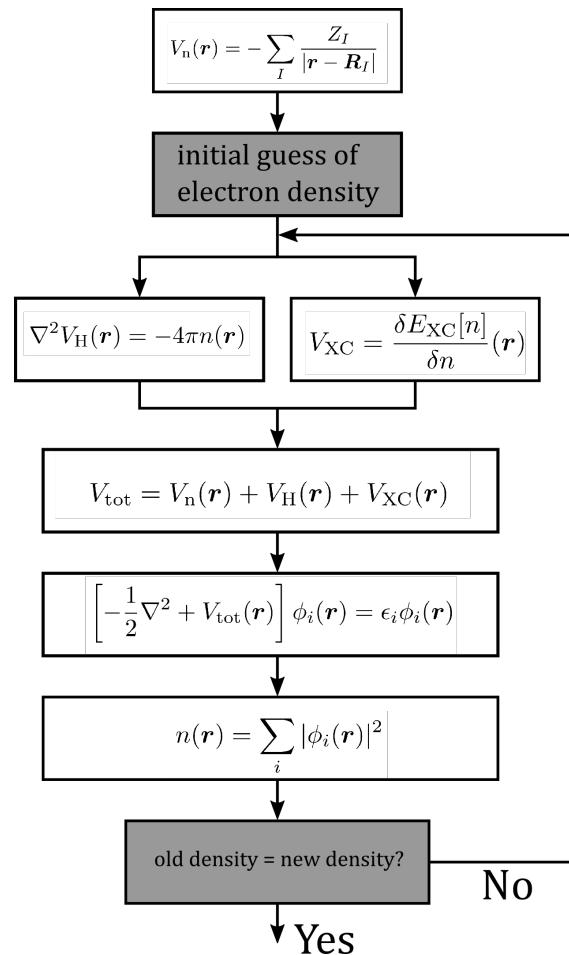 V_n(r) = − ∑_I Z_I / |r − R_I|
initial guess of
electron density
∇²V_H(r) = −4πn(r)
V_XC = δE_XC[n] / δn (r)
V_tot = V_n(r) + V_H(r) + V_XC(r)
[−1/2 ∇² + V_tot(r)] ϕ_i(r) = ϵ_i ϕ_i(r)
n(r) = ∑_i |ϕ_i(r)|²
old density = new density?
No
Yes